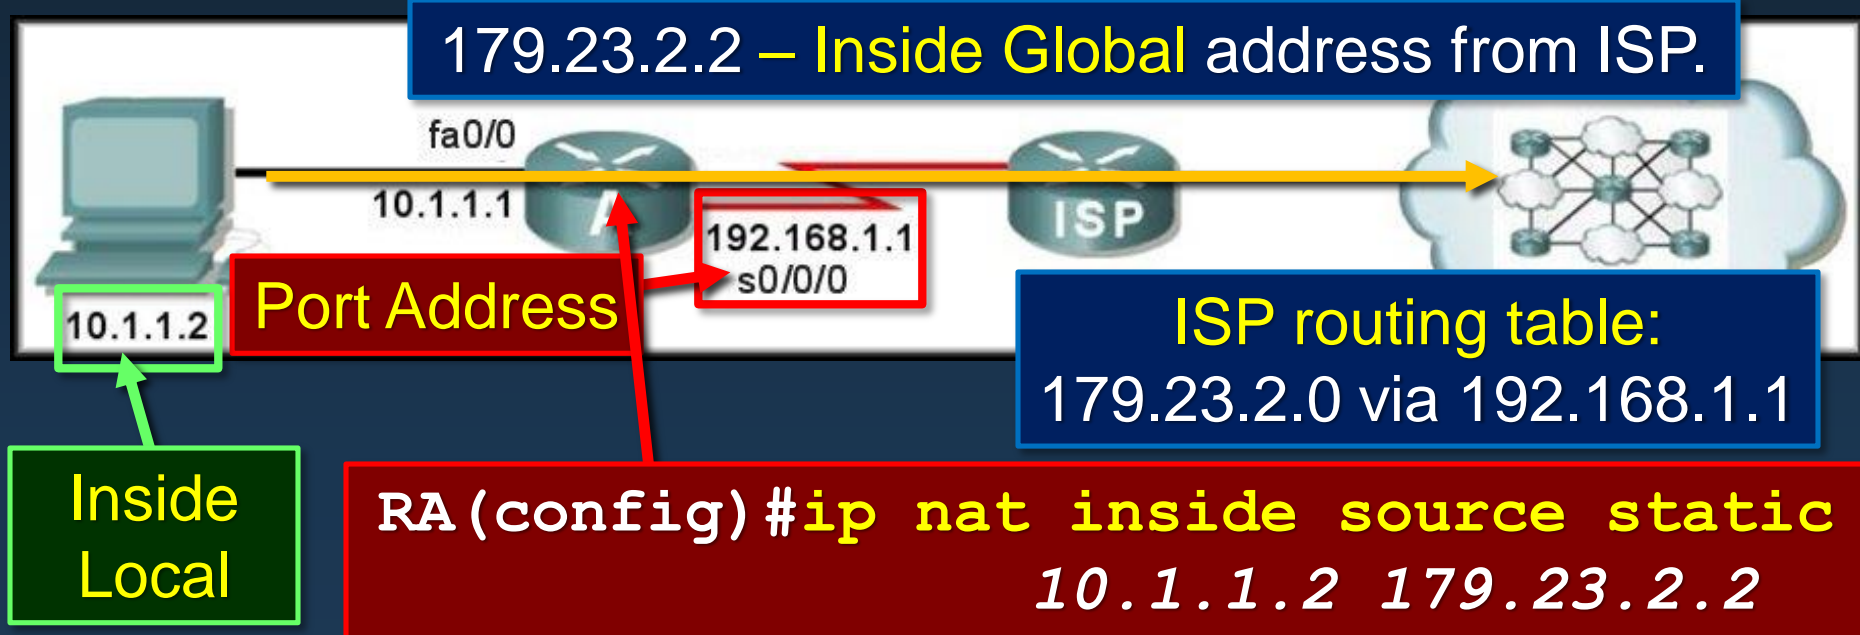 179.23.2.2 – Inside Global address from ISP.
fa0/0
10.1.1.1
A
192.168.1.1
s0/0/0
ISP
Port Address
10.1.1.2
ISP routing table:
179.23.2.0 via 192.168.1.1
Inside
Local
RA(config)#ip nat inside source static
10.1.1.2 179.23.2.2